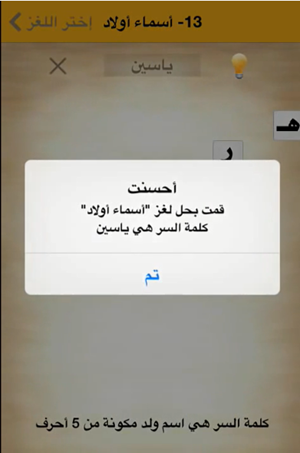 إختر اللغز
13- أسماء أولاد
ياسين
هـ
ر
أحسنت
قمت بحل لغز "أسماء أولاد"
كلمة السر هي ياسين
تم
كلمة السر هي اسم ولد مكونة من 5 أحرف